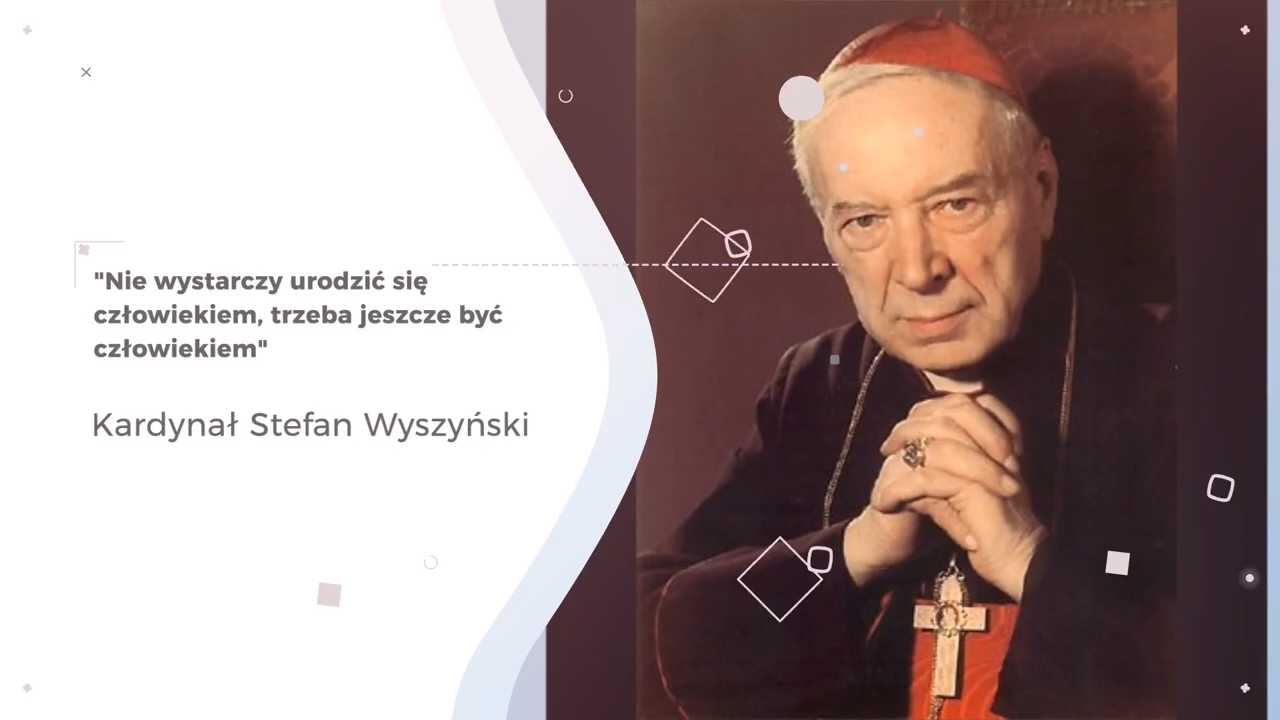 "Nie wystarczy urodzić się
człowiekiem, trzeba jeszcze być
człowiekiem"
Kardynał Stefan Wyszyński